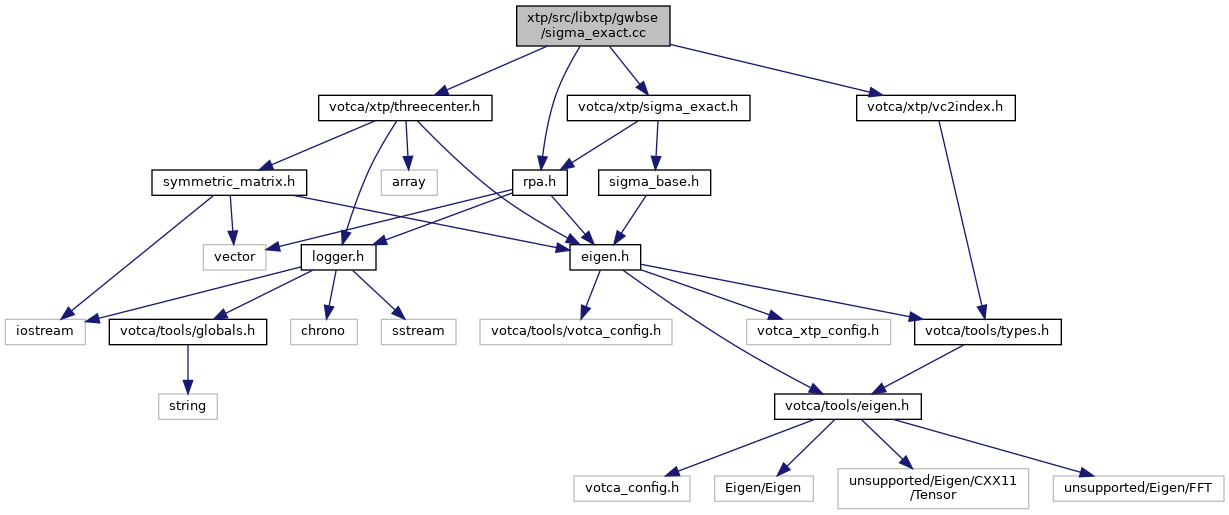 xtp/src/libxtp/gwbse
/sigma_exact.cc
votca/xtp/threecenter.h
votca/xtp/sigma_exact.h
votca/xtp/vc2index.h
symmetric_matrix.h
array
rpa.h
sigma_base.h
vector
logger.h
eigen.h
iostream
votca/tools/globals.h
chrono
sstream
votca/tools/votca_config.h
votca_xtp_config.h
votca/tools/types.h
string
votca/tools/eigen.h
votca_config.h
Eigen/Eigen
unsupported/Eigen/CXX11
/Tensor
unsupported/Eigen/FFT